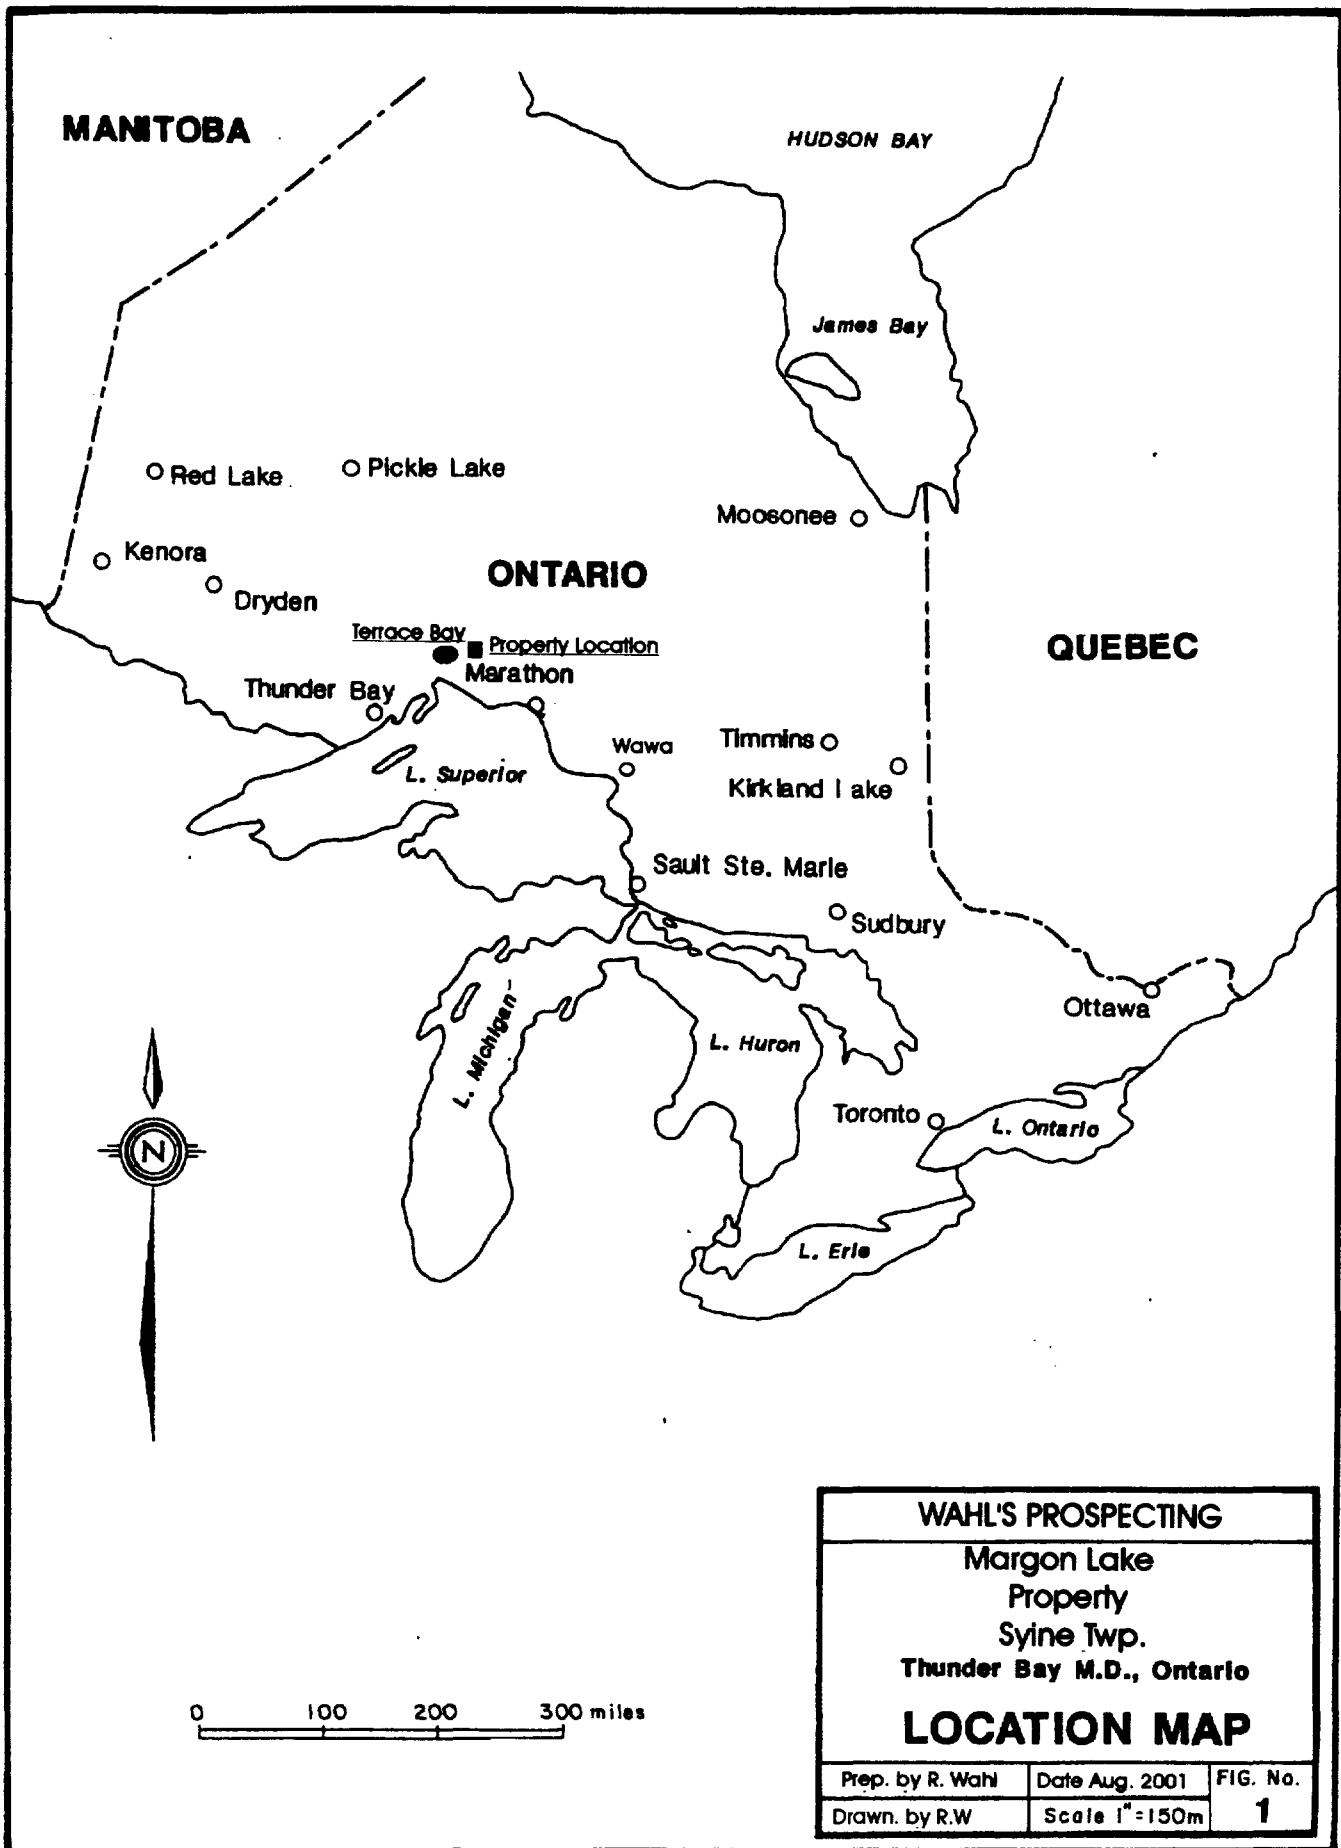 MANITOBA
HUDSON BAY
James Bay
Red Lake
Pickle Lake
Moosonee
Kenora
ONTARIO
Dryden
Terrace Bay
Property Location
QUEBEC
Marathon
Thunder Bay
Wawa
Timmins
L. Superior
Kirkland Lake
Sault Ste. Marie
Sudbury
Ottawa
L. Michigan
L. Huron
Toronto
L. Ontario
N
L. Erie
WAHL'S PROSPECTING
Margon Lake
Property
Syine Twp.
Thunder Bay M.D., Ontario
LOCATION MAP
0 100 200 300 miles
Prep. by R. Wahl
Date Aug. 2001
FIG. No.
1
Drawn. by R.W
Scale 1"=150m